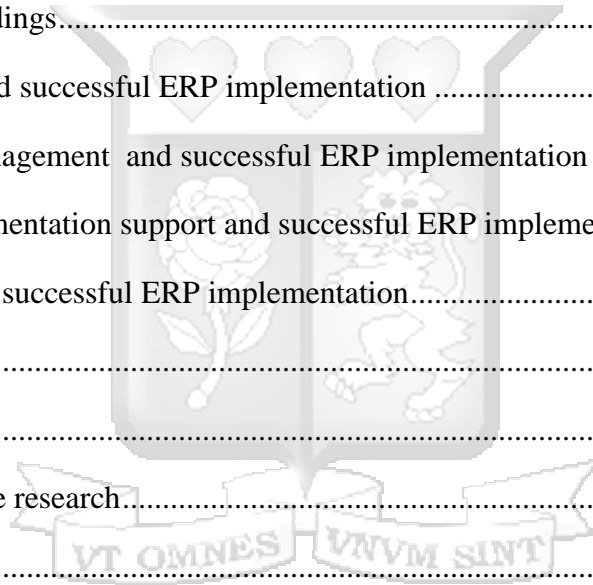 dings..........................................................................
d successful ERP implementation ....................
nagement  and successful ERP implementation
mentation support and successful ERP impleme
successful ERP implementation.......................
..........................................................................
..........................................................................
e research............................................................
VT OMNES VNVM SINT
..........................................................................